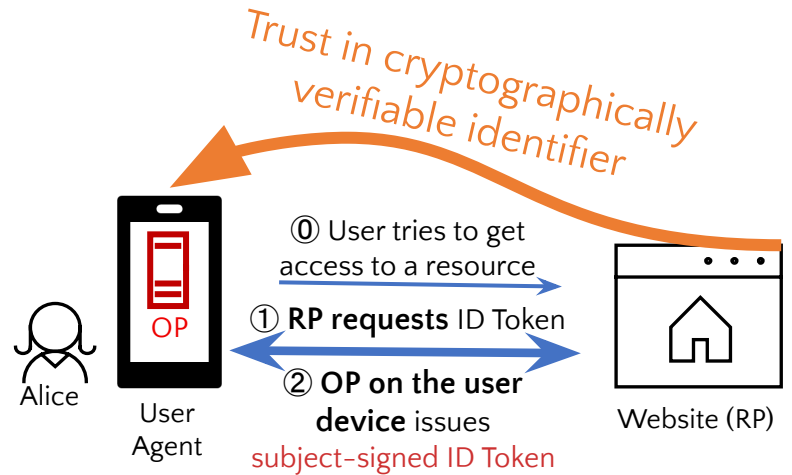 Trust in cryptographically
verifiable identifier
⓪ User tries to get
access to a resource
① RP requests ID Token
OP
② OP on the user
device issues
subject-signed ID Token
Alice
User
Agent
Website (RP)